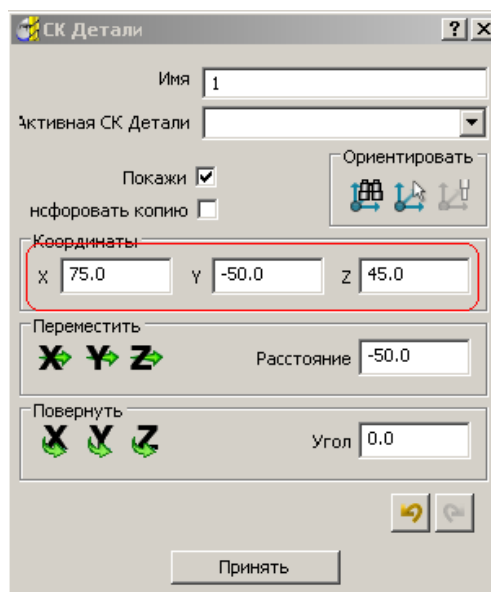 СК Детали
Имя 1
Активная СК Детали
Ориентировать
Покажи
нсфоровать копию
Координаты
X 75.0 Y -50.0 Z 45.0
Переместить
X Y Z Расстояние -50.0
Повернуть
X Y Z Угол 0.0
Принять